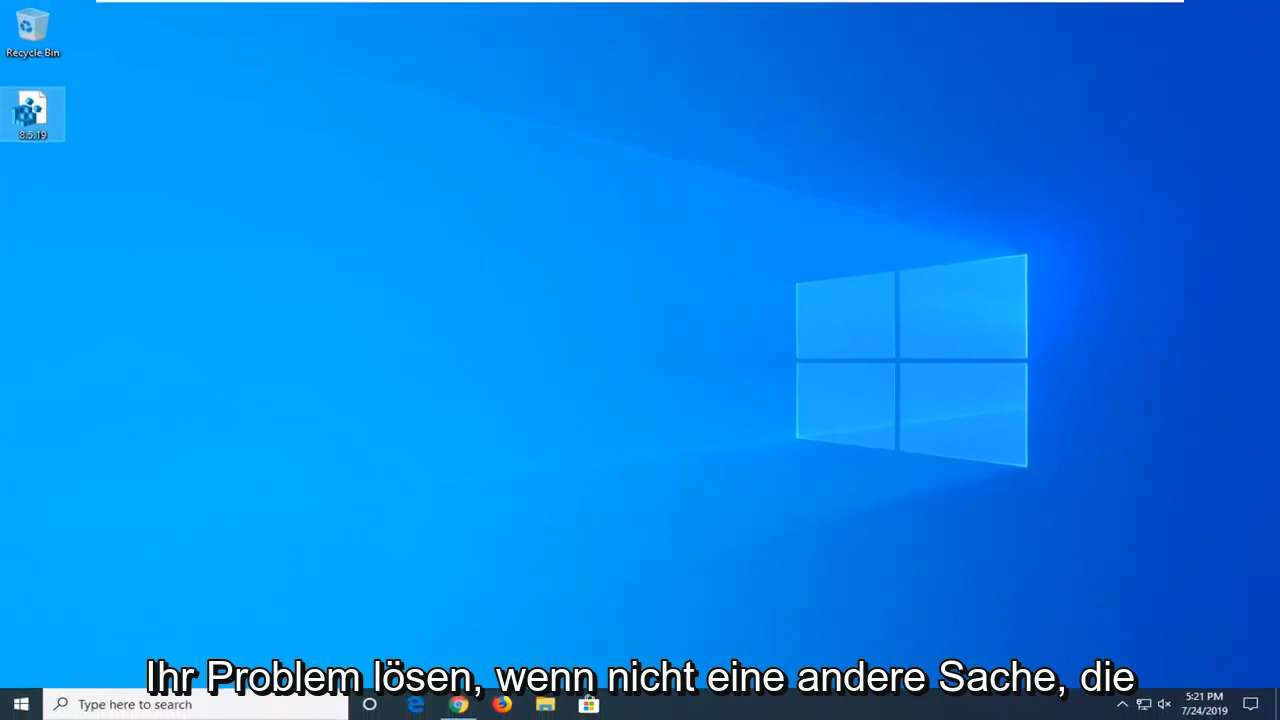 Recycle Bin
8.5.19
Ihr Problem lösen, wenn nicht eine andere Sache, die
Type here to search
5:21 PM
7/24/2019